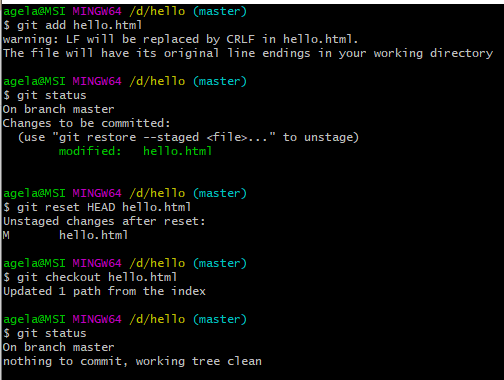 agela@MSI MINGW64 /d/hello (master)
$ git add hello.html
warning: LF will be replaced by CRLF in hello.html.
The file will have its original line endings in your working directory
agela@MSI MINGW64 /d/hello (master)
$ git status
On branch master
Changes to be committed:
  (use "git restore --staged <file>..." to unstage)
        modified:   hello.html
agela@MSI MINGW64 /d/hello (master)
$ git reset HEAD hello.html
Unstaged changes after reset:
M       hello.html
agela@MSI MINGW64 /d/hello (master)
$ git checkout hello.html
Updated 1 path from the index
agela@MSI MINGW64 /d/hello (master)
$ git status
On branch master
nothing to commit, working tree clean